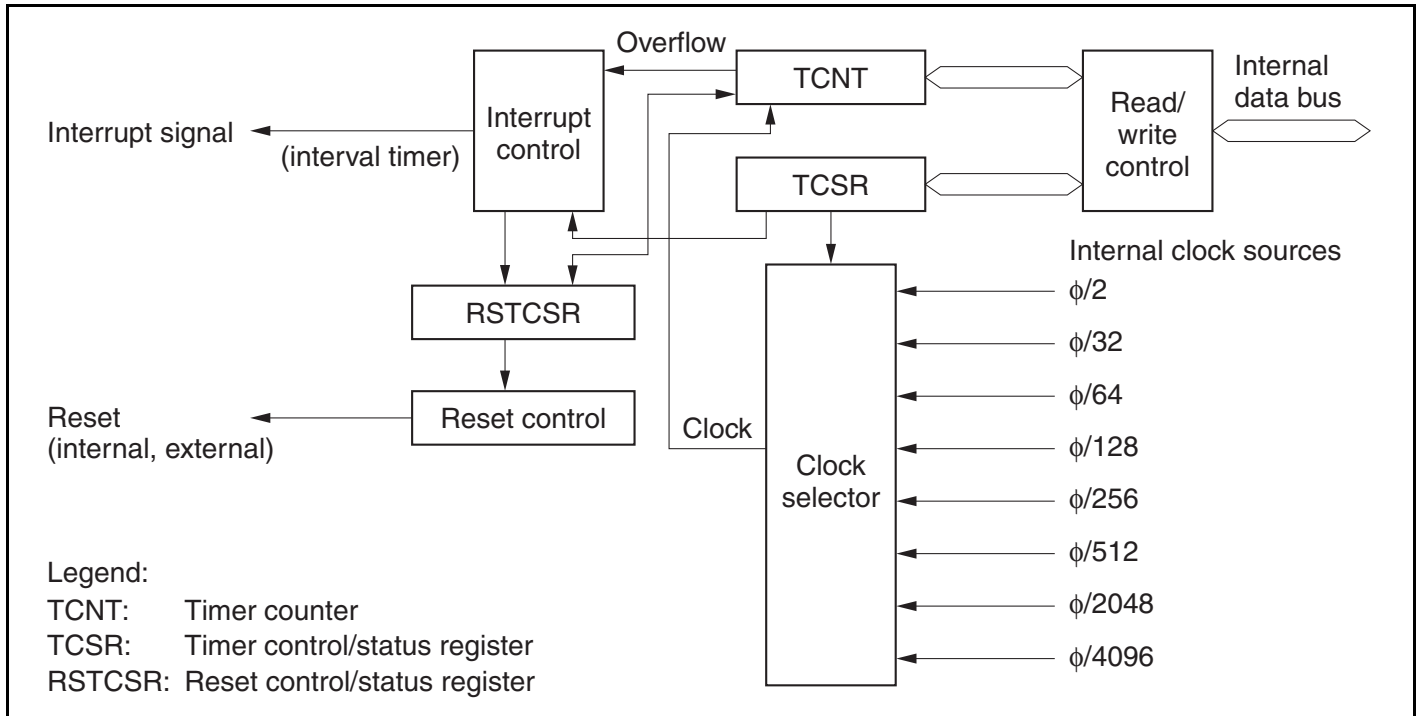 Overflow
TCNT
Interrupt
control
Read/
write
control
Internal
data bus
Interrupt signal
(interval timer)
TCSR
Internal clock sources
RSTCSR
Reset control
Reset
(internal, external)
Clock
Clock
selector
ϕ/2
ϕ/32
ϕ/64
ϕ/128
ϕ/256
ϕ/512
ϕ/2048
ϕ/4096
Legend:
TCNT: Timer counter
TCSR: Timer control/status register
RSTCSR: Reset control/status register